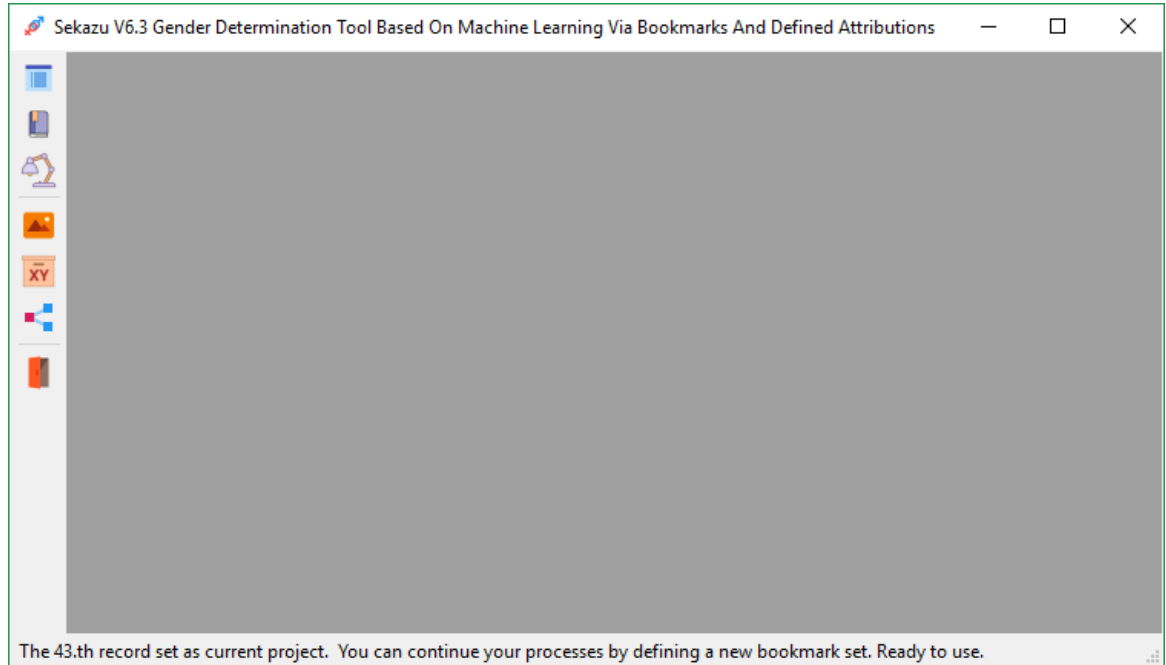 Sekazu V6.3 Gender Determination Tool Based On Machine Learning Via Bookmarks And Defined Attributions
XY
The 43.th record set as current project.  You can continue your processes by defining a new bookmark set. Ready to use.